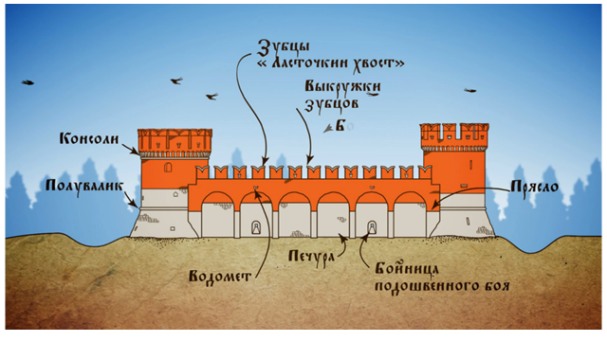 Зубцы
« Ласточкин хвост»
Выкружки
зубцов
Б
Консоли
Полувалик
Прясло
Печура
Водомет
Бойница
подошвенного боя